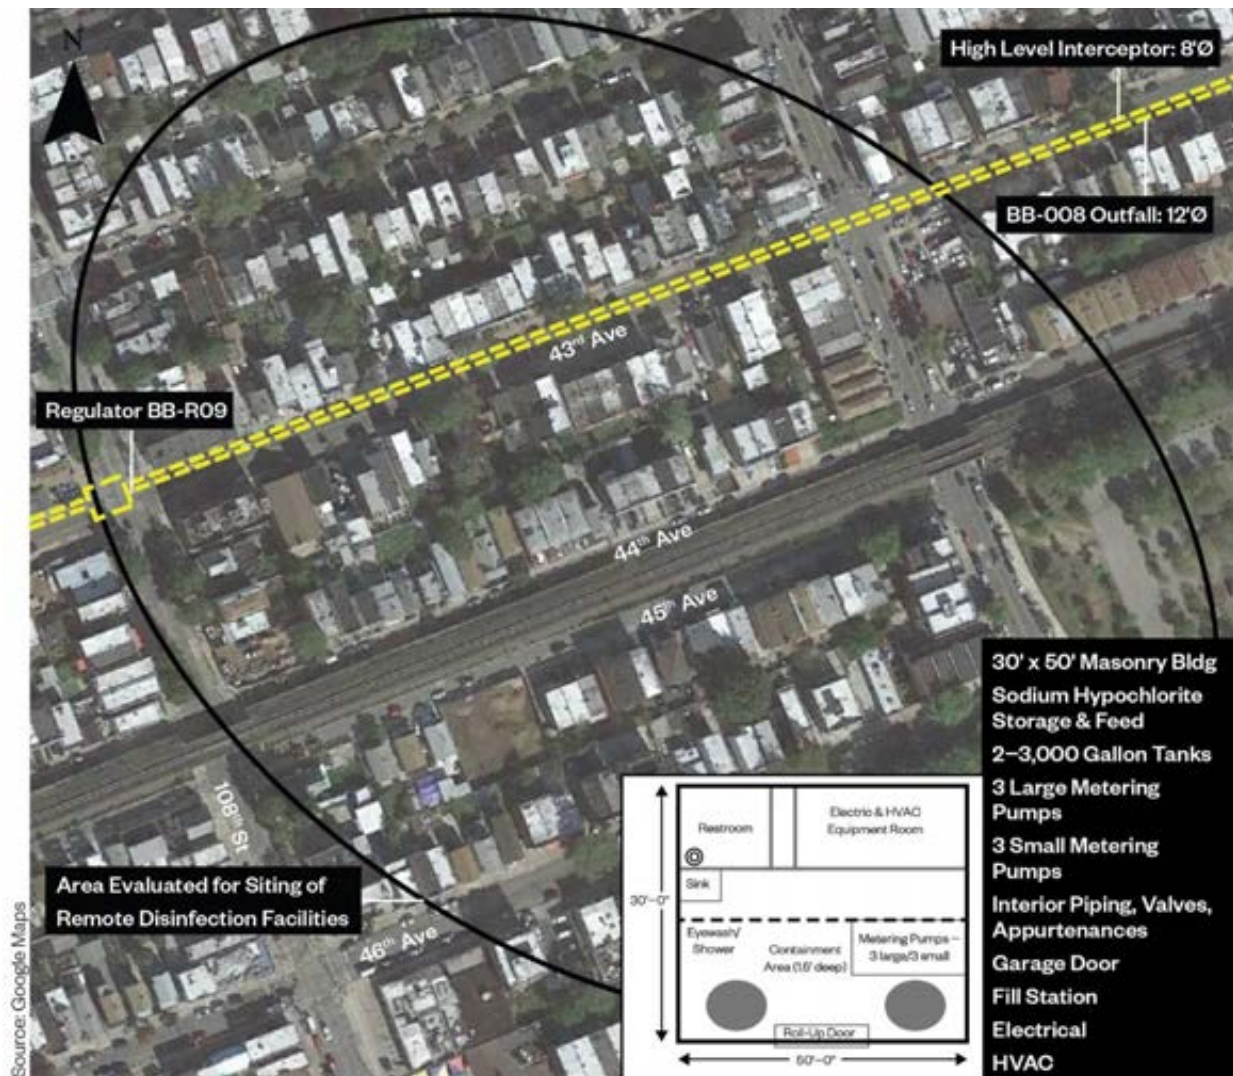 N
High Level Interceptor: 8'Ø
BB-008 Outfall: 12'Ø
43rd Ave
Regulator BB-R09
44th Ave
45th Ave
108th St
Area Evaluated for Siting of
Remote Disinfection Facilities
46th Ave
Source: Google Maps
30' x 50' Masonry Bldg
Sodium Hypochlorite
Storage & Feed
2–3,000 Gallon Tanks
3 Large Metering
Pumps
3 Small Metering
Pumps
Interior Piping, Valves,
Appurtenances
Garage Door
Fill Station
Electrical
HVAC
Restroom
Electric & HVAC
Equipment Room
Sink
30'-0"
Eyewash/
Shower
Containment
Area (1.6' deep)
Metering Pumps –
3 large/3 small
Roll-Up Door
50'-0"